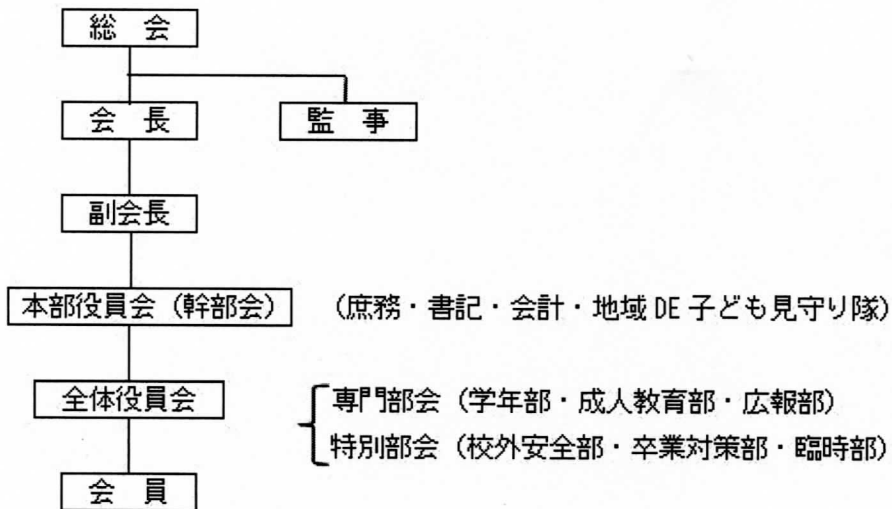 総　会
会　長
監　事
副会長
本部役員会（幹部会）
（庶務・書記・会計・地域 DE 子ども見守り隊）
全体役員会
専門部会（学年部・成人教育部・広報部）
特別部会（校外安全部・卒業対策部・臨時部）
会　員